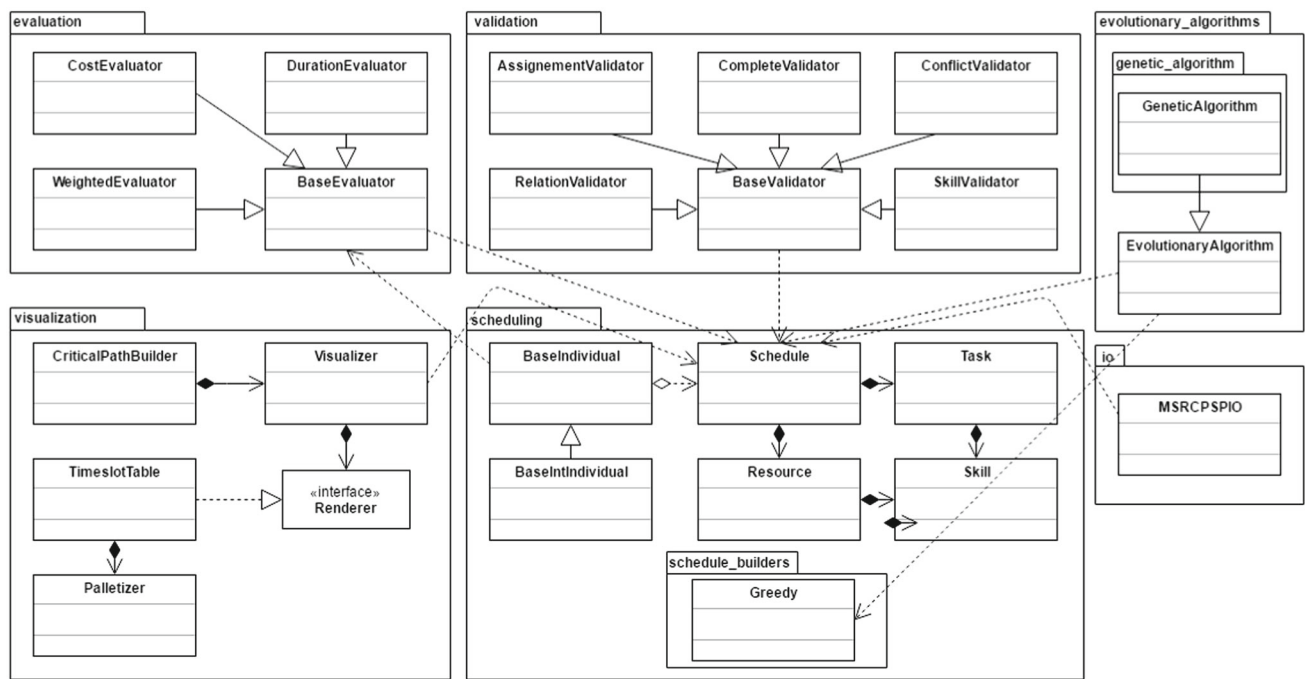 evaluation
CostEvaluator
DurationEvaluator
WeightedEvaluator
BaseEvaluator
validation
AssignementValidator
CompleteValidator
ConflictValidator
RelationValidator
BaseValidator
SkillValidator
evolutionary_algorithms
genetic_algorithm
GeneticAlgorithm
EvolutionaryAlgorithm
visualization
CriticalPathBuilder
Visualizer
TimeslotTable
«interface»
Renderer
Palletizer
scheduling
BaseIndividual
Schedule
Task
BaseIntIndividual
Resource
Skill
schedule_builders
Greedy
io
MSRCPSPIO